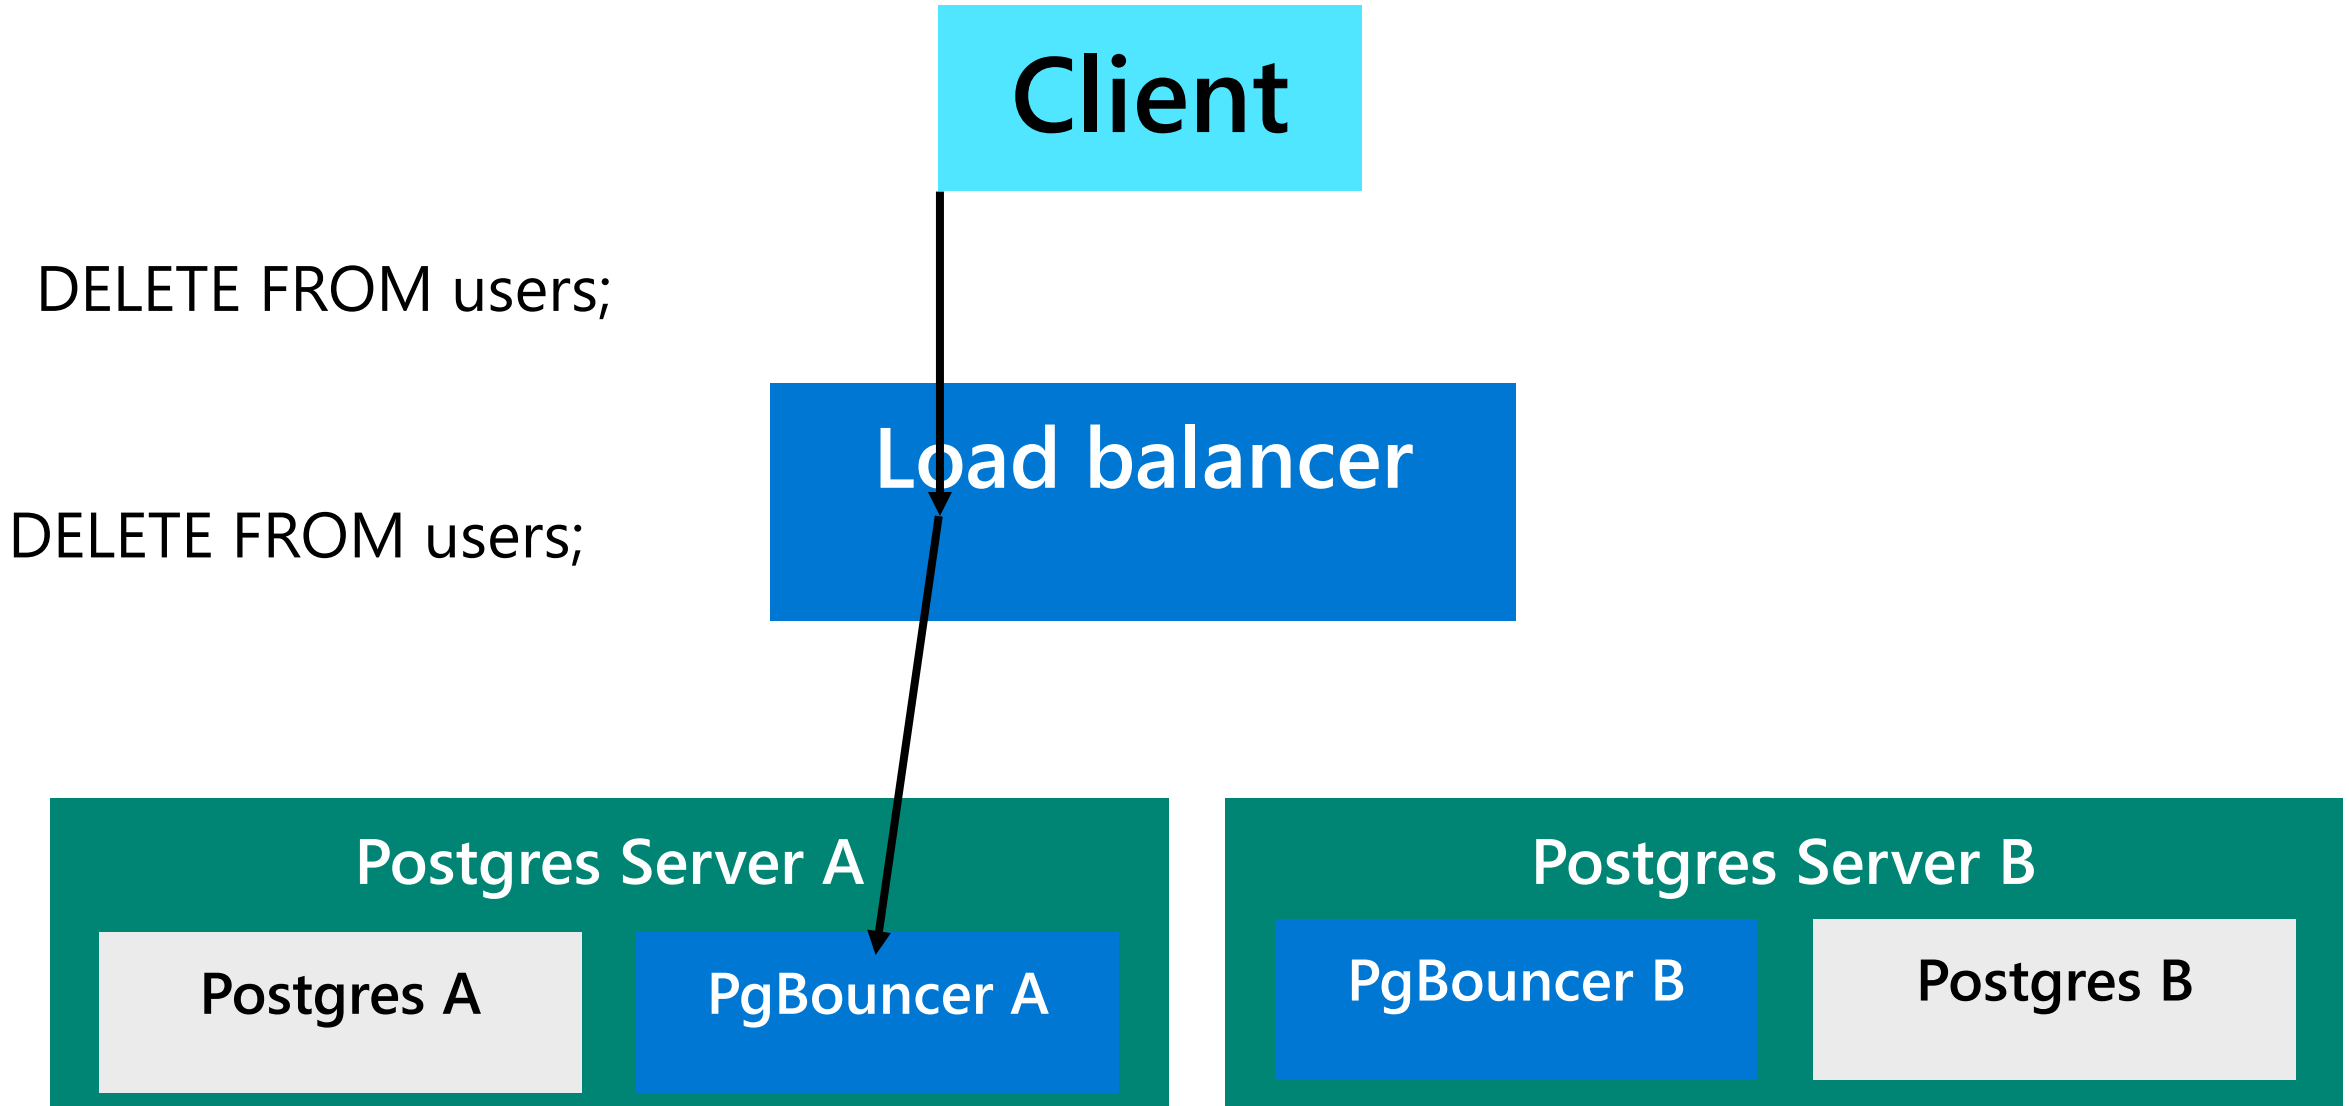 Client
DELETE FROM users;
Load balancer
DELETE FROM users;
Postgres Server A
Postgres A
PgBouncer A
Postgres Server B
PgBouncer B
Postgres B